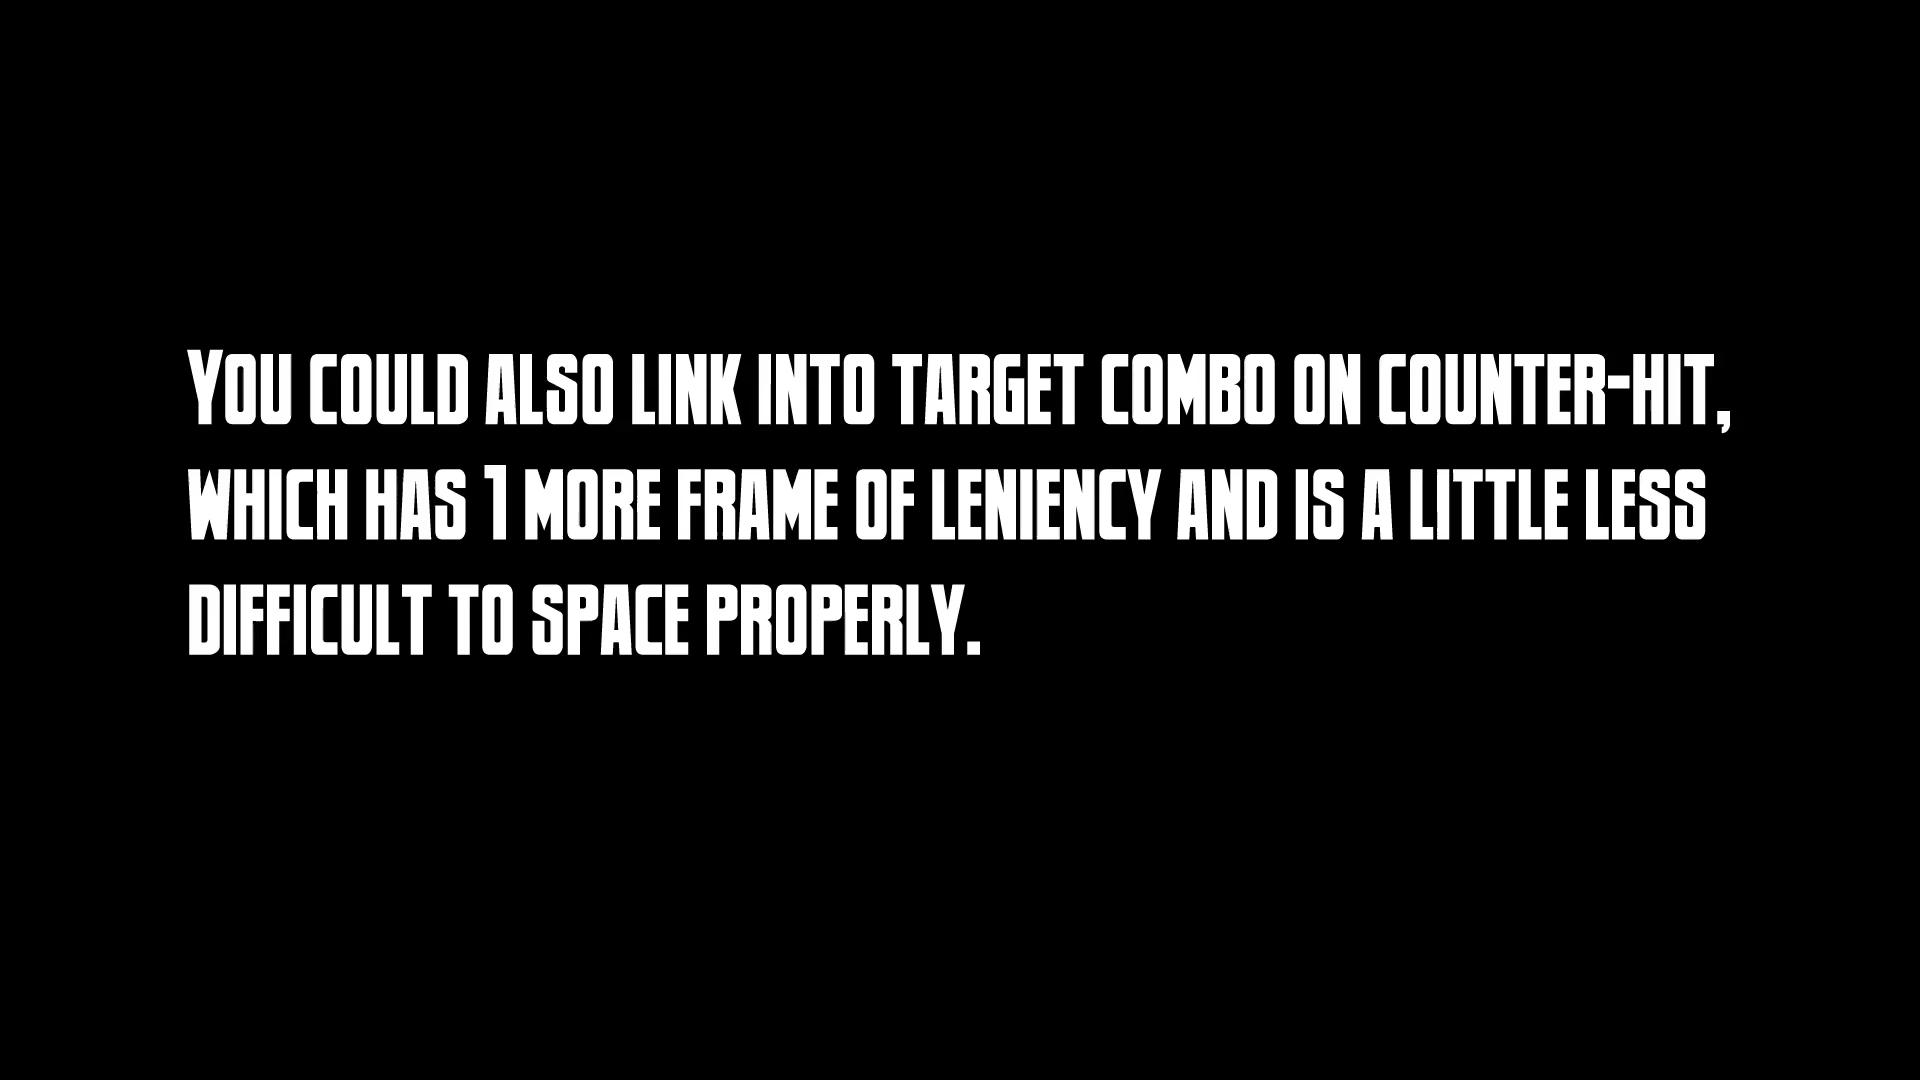 You could also link into target combo on counter-hit,
which has 1 more frame of leniency and is a little less
difficult to space properly.